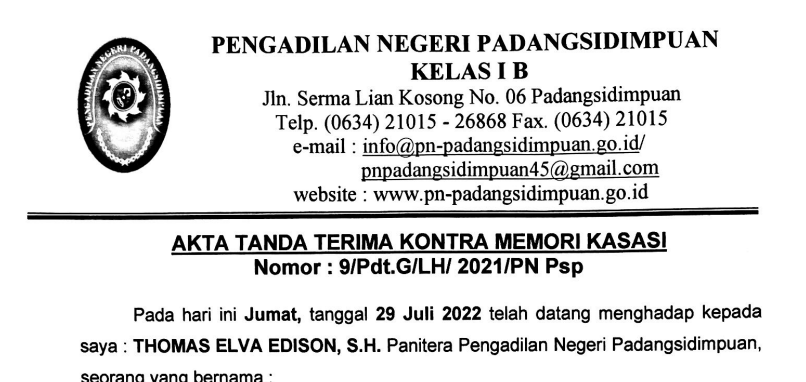 PENGADILAN NEGERI PADANGSIDIMPUAN
PENGADILAN NEGERI PADANGSIDIMPUAN
KELAS I B
Jln. Serma Lian Kosong No. 06 Padangsidimpuan
Telp. (0634) 21015 - 26868 Fax. (0634) 21015
e-mail : info@pn-padangsidimpuan.go.id/
pnpadangsidimpuan45@gmail.com
website : www.pn-padangsidimpuan.go.id
AKTA TANDA TERIMA KONTRA MEMORI KASASI
Nomor : 9/Pdt.G/LH/ 2021/PN Psp
Pada hari ini Jumat, tanggal 29 Juli 2022 telah datang menghadap kepada
saya : THOMAS ELVA EDISON, S.H. Panitera Pengadilan Negeri Padangsidimpuan,
seorang yang bernama :